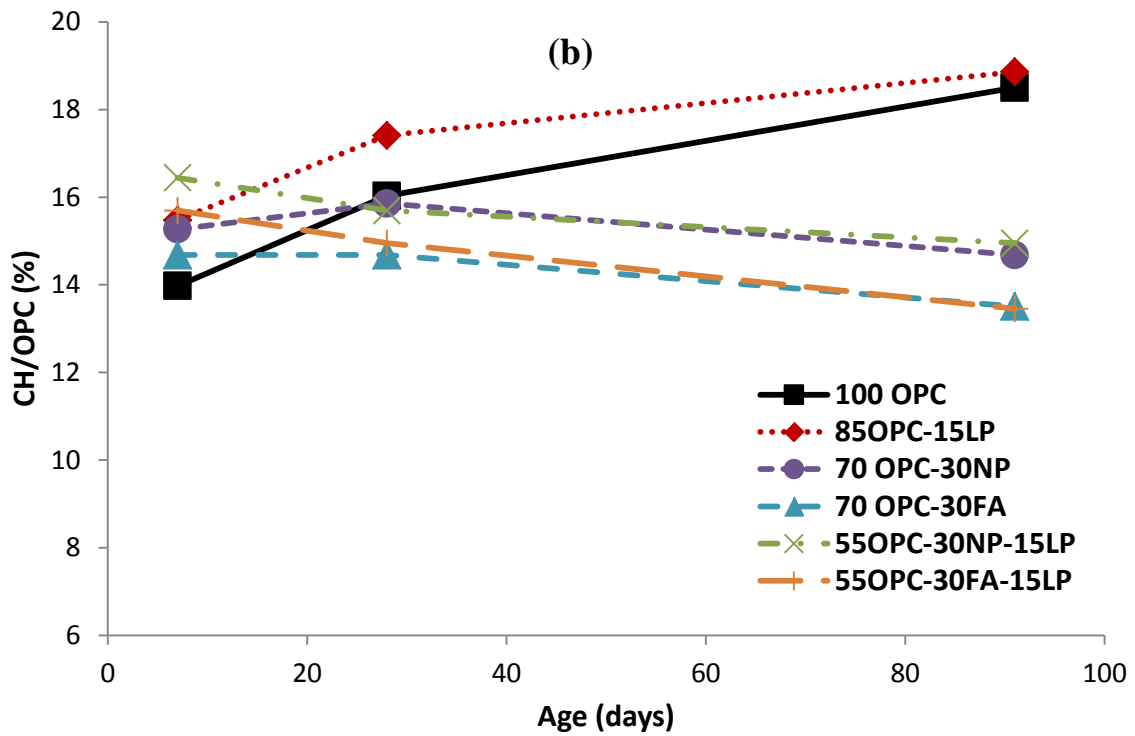 (b)
CH/OPC (%)
20
18
16
14
12
10
8
6
0 20 40 60 80 100
Age (days)
100 OPC
85OPC-15LP
70 OPC-30NP
70 OPC-30FA
55OPC-30NP-15LP
55OPC-30FA-15LP